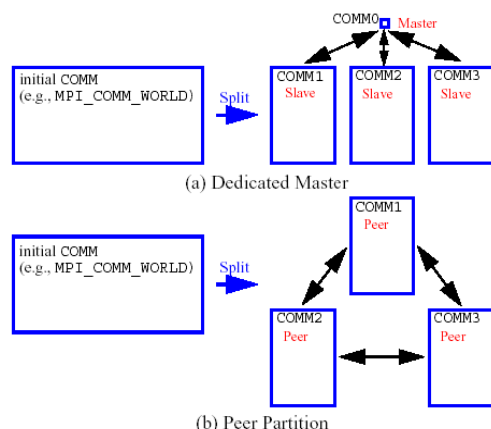 COMM0 Master
initial COMM
(e.g., MPI_COMM_WORLD)
Split
COMM1 COMM2 COMM3
Slave Slave Slave
(a) Dedicated Master
COMM1
Peer
initial COMM
(e.g., MPI_COMM_WORLD)
Split
COMM2 COMM3
Peer Peer
(b) Peer Partition